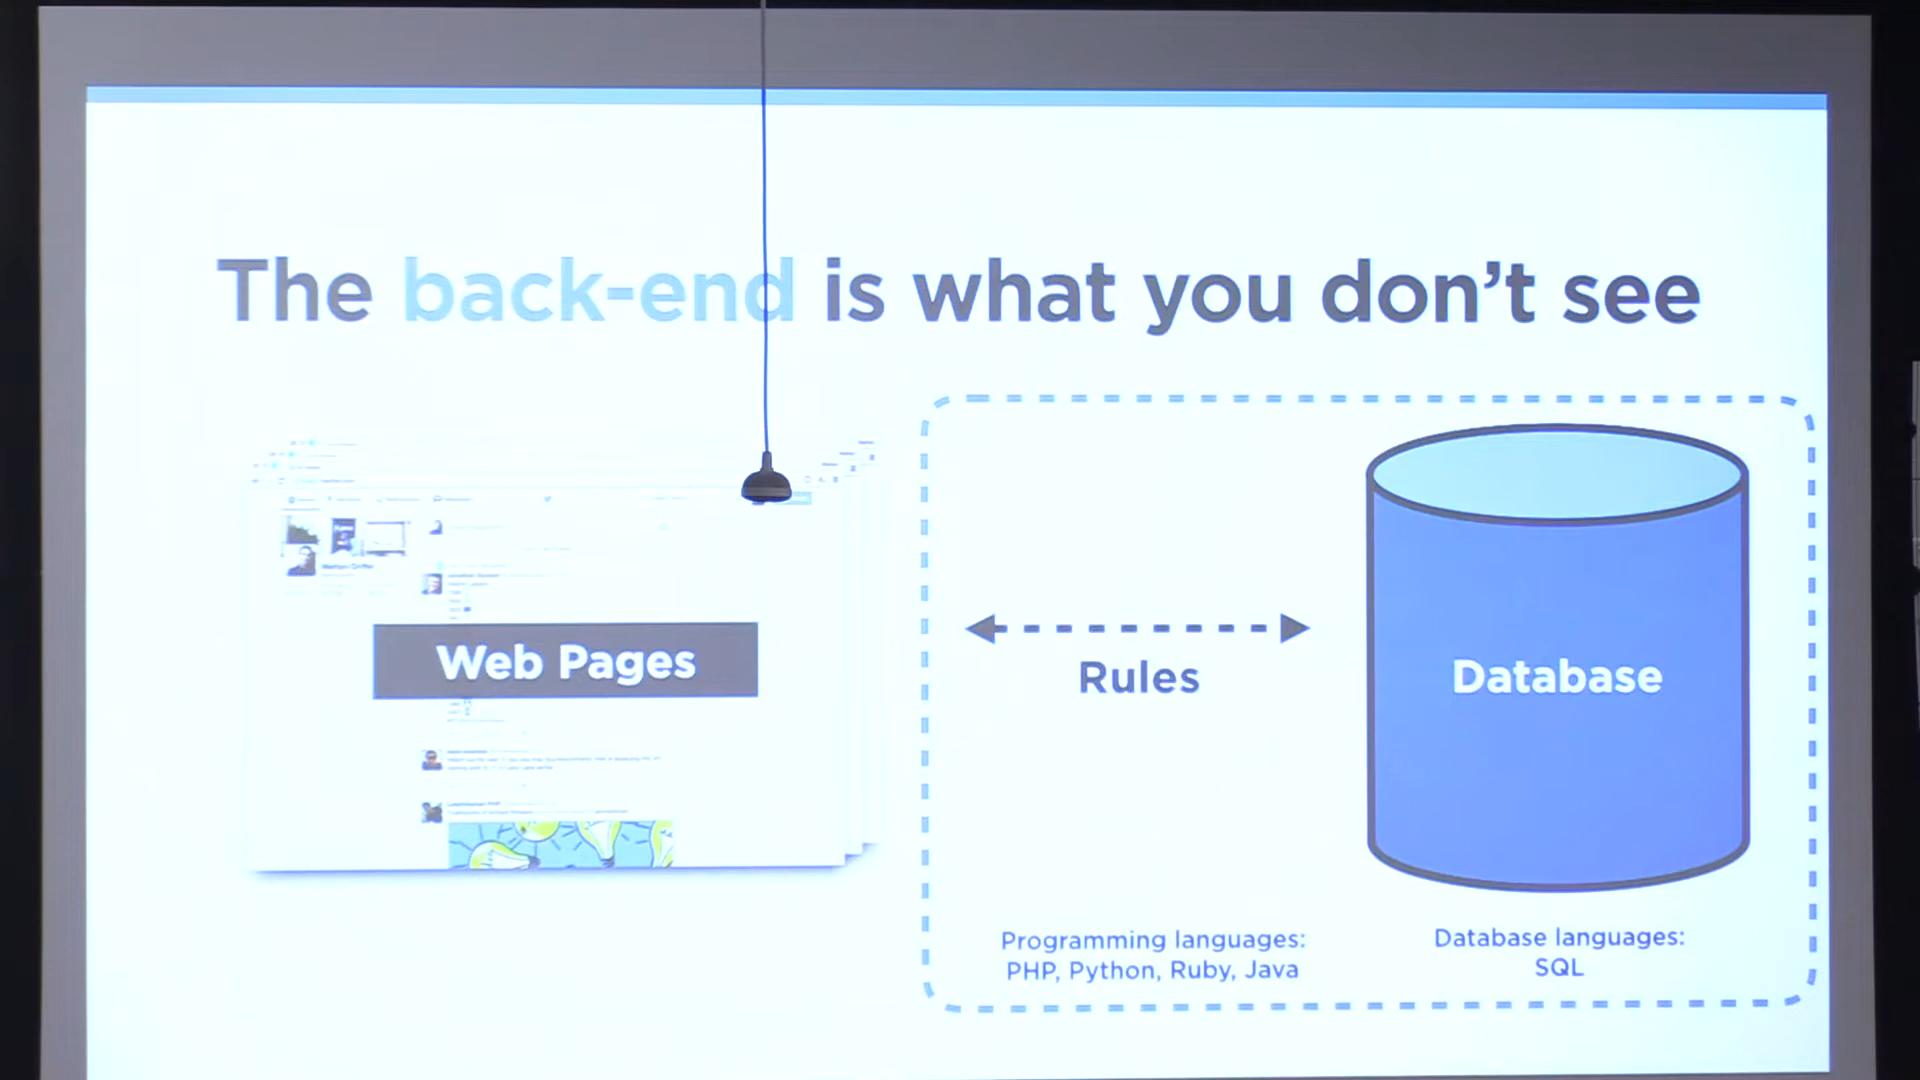 The back-end is what you don't see
Web Pages
Rules
Database
Programming languages:
PHP, Python, Ruby, Java
Database languages:
SQL